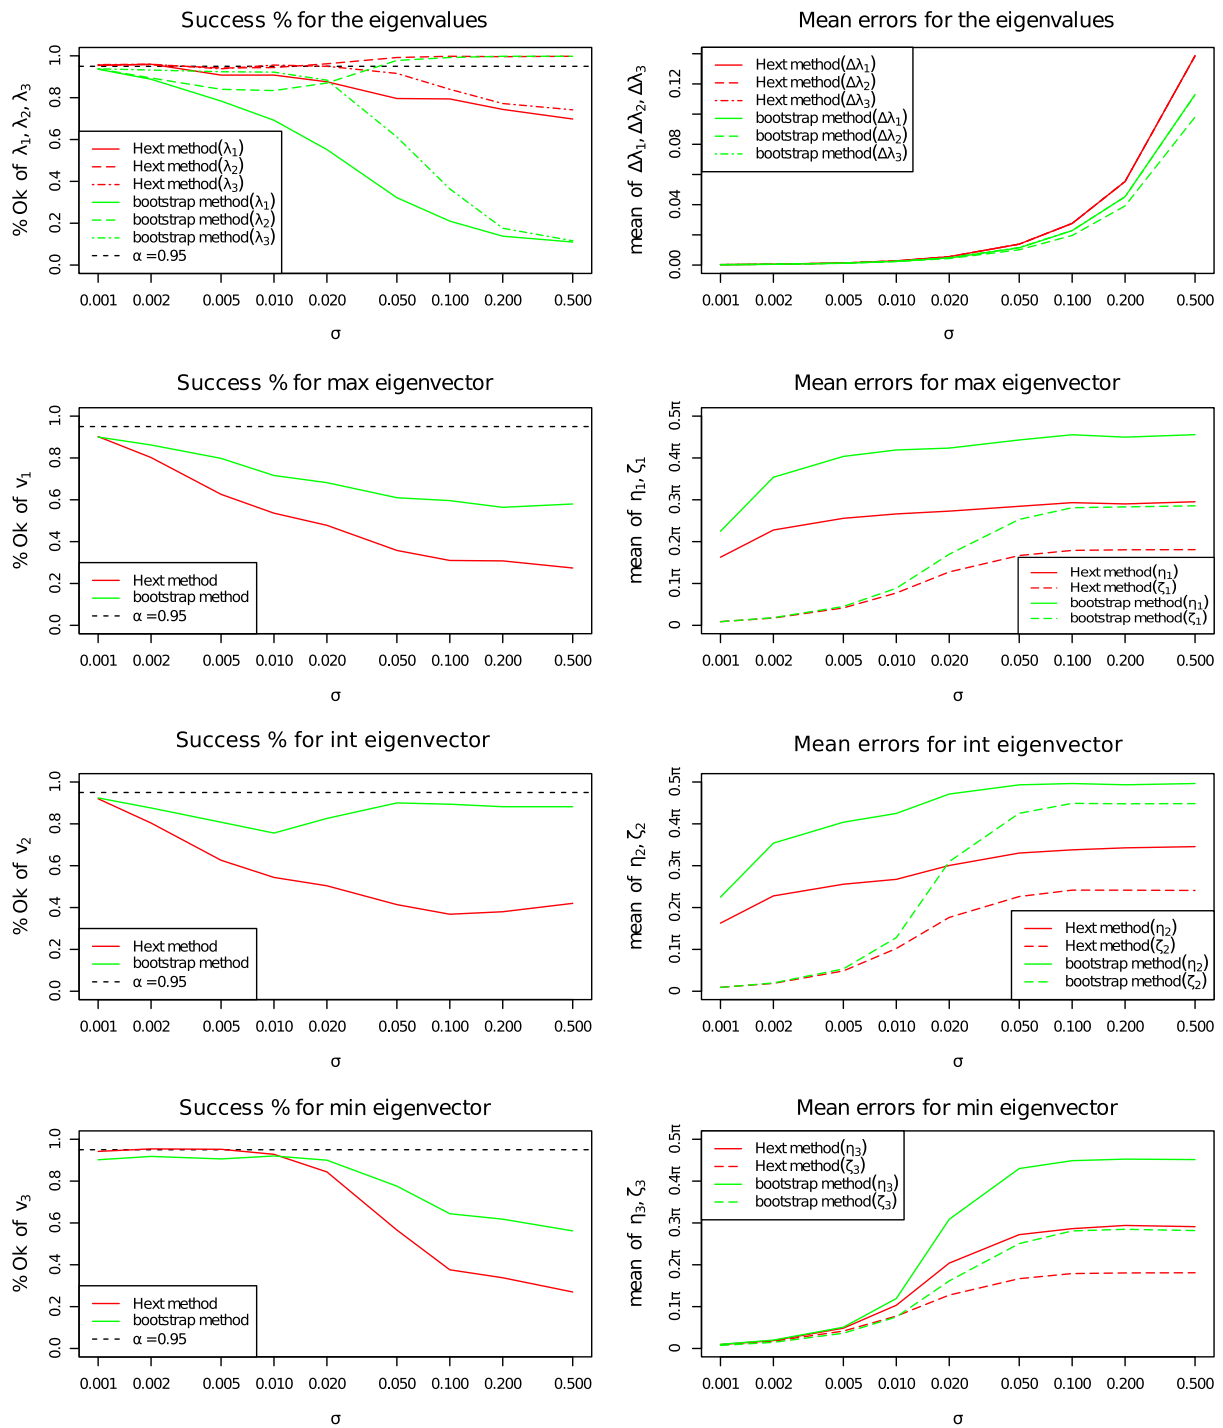 Success % for the eigenvalues
% Ok of λ1, λ2, λ3
1.0
0.8
0.6
0.4
0.2
0.0
Hext method(λ1)
Hext method(λ2)
Hext method(λ3)
bootstrap method(λ1)
bootstrap method(λ2)
bootstrap method(λ3)
α = 0.95
0.001 0.002 0.005 0.010 0.020 0.050 0.100 0.200 0.500
σ
Mean errors for the eigenvalues
mean of Δλ1, Δλ2, Δλ3
0.12
0.08
0.04
0.00
Hext method(Δλ1)
Hext method(Δλ2)
Hext method(Δλ3)
bootstrap method(Δλ1)
bootstrap method(Δλ2)
bootstrap method(Δλ3)
0.001 0.002 0.005 0.010 0.020 0.050 0.100 0.200 0.500
σ
Success % for max eigenvector
% Ok of v1
1.0
0.8
0.6
0.4
0.2
0.0
Hext method
bootstrap method
α = 0.95
0.001 0.002 0.005 0.010 0.020 0.050 0.100 0.200 0.500
σ
Mean errors for max eigenvector
mean of η1, ζ1
0.5π
0.4π
0.3π
0.2π
0.1π
0
Hext method(η1)
Hext method(ζ1)
bootstrap method(η1)
bootstrap method(ζ1)
0.001 0.002 0.005 0.010 0.020 0.050 0.100 0.200 0.500
σ
Success % for int eigenvector
% Ok of v2
1.0
0.8
0.6
0.4
0.2
0.0
Hext method
bootstrap method
α = 0.95
0.001 0.002 0.005 0.010 0.020 0.050 0.100 0.200 0.500
σ
Mean errors for int eigenvector
mean of η2, ζ2
0.5π
0.4π
0.3π
0.2π
0.1π
0
Hext method(η2)
Hext method(ζ2)
bootstrap method(η2)
bootstrap method(ζ2)
0.001 0.002 0.005 0.010 0.020 0.050 0.100 0.200 0.500
σ
Success % for min eigenvector
% Ok of v3
1.0
0.8
0.6
0.4
0.2
0.0
Hext method
bootstrap method
α = 0.95
0.001 0.002 0.005 0.010 0.020 0.050 0.100 0.200 0.500
σ
Mean errors for min eigenvector
mean of η3, ζ3
0.5π
0.4π
0.3π
0.2π
0.1π
0
Hext method(η3)
Hext method(ζ3)
bootstrap method(η3)
bootstrap method(ζ3)
0.001 0.002 0.005 0.010 0.020 0.050 0.100 0.200 0.500
σ